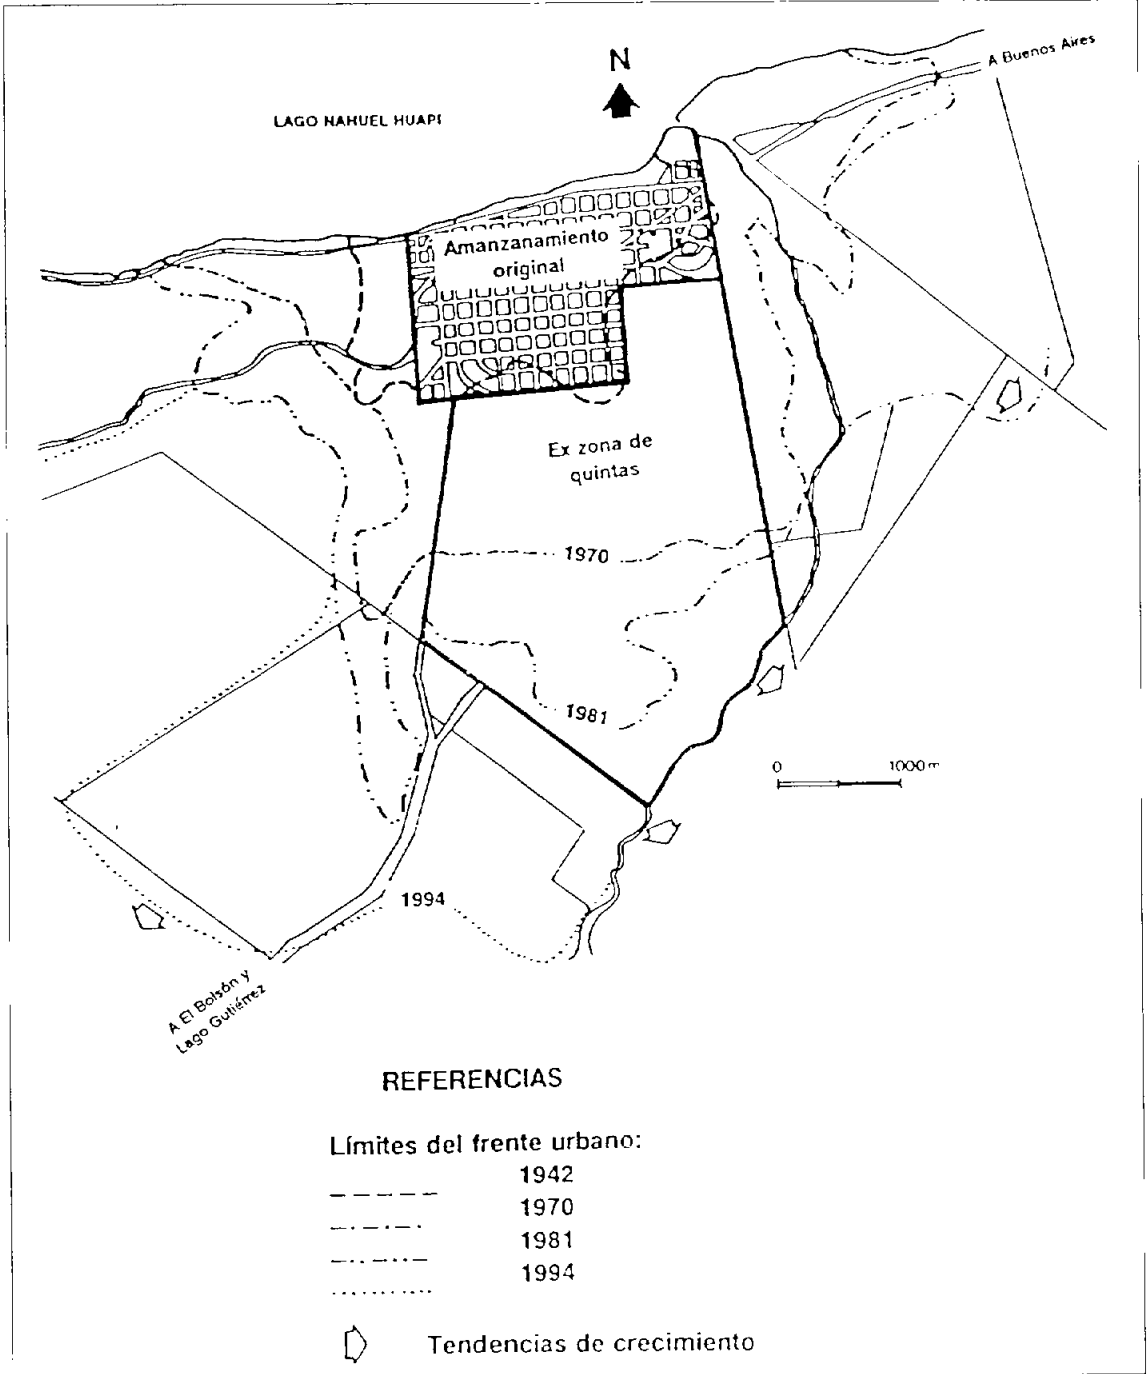 N
A Buenos Aires
LAGO NAHUEL HUAPI
Amanzanamiento
original
Ex zona de
quintas
1970
1981
0 1000 m
1994
A El Bolsón y
Lago Gutiérrez
REFERENCIAS
Límites del frente urbano:
1942
1970
1981
1994
Tendencias de crecimiento